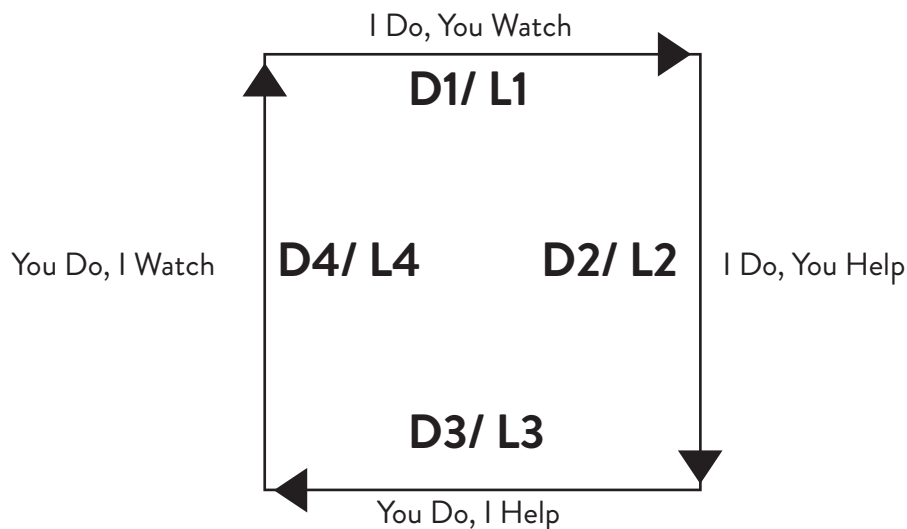 I Do, You Watch
D1/ L1
You Do, I Watch
D4/ L4
D2/ L2
I Do, You Help
D3/ L3
You Do, I Help